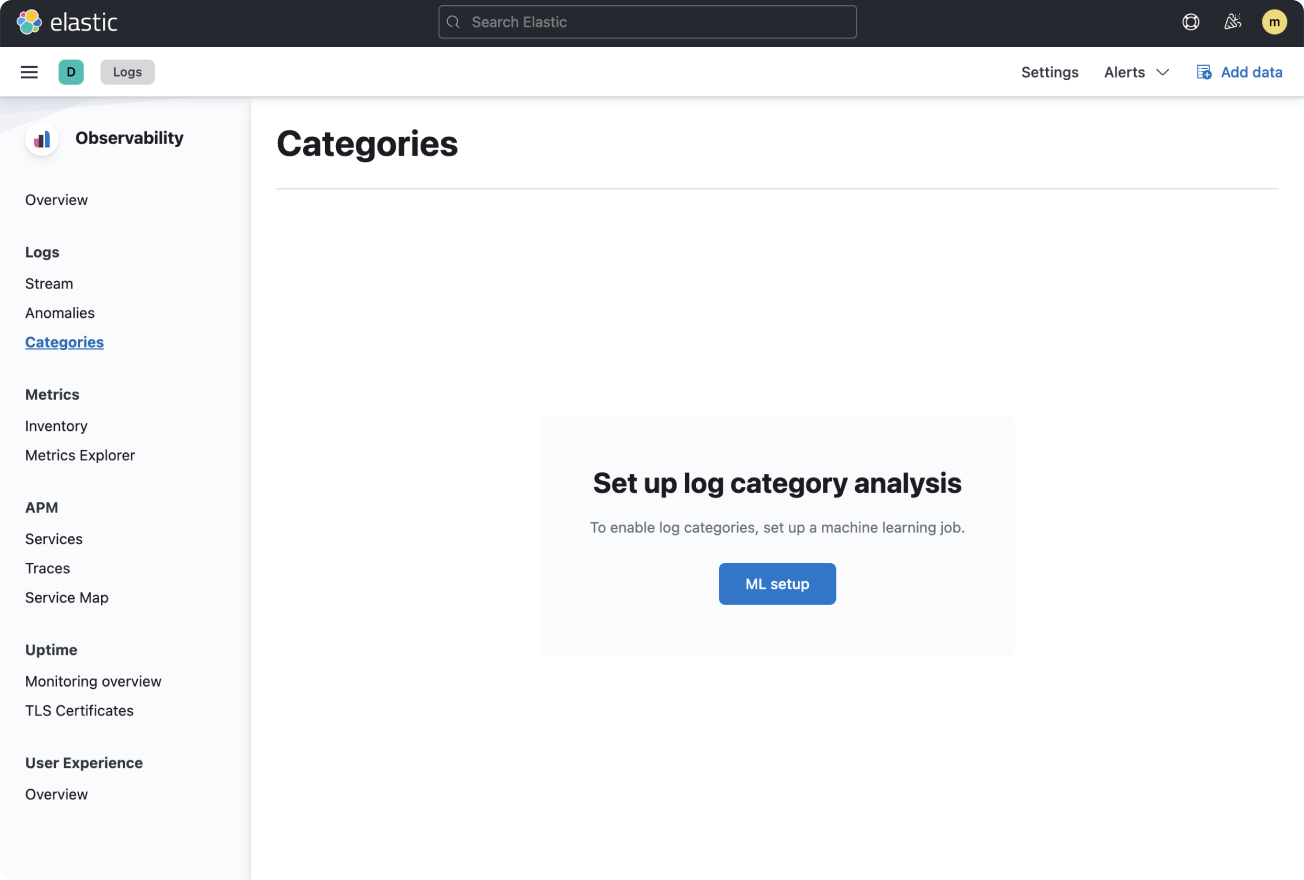 elastic
Search Elastic
m
D
Logs
Settings
Alerts
Add data
Observability
Overview
Logs
Stream
Anomalies
Categories
Metrics
Inventory
Metrics Explorer
APM
Services
Traces
Service Map
Uptime
Monitoring overview
TLS Certificates
User Experience
Overview
Categories
Set up log category analysis
To enable log categories, set up a machine learning job.
ML setup